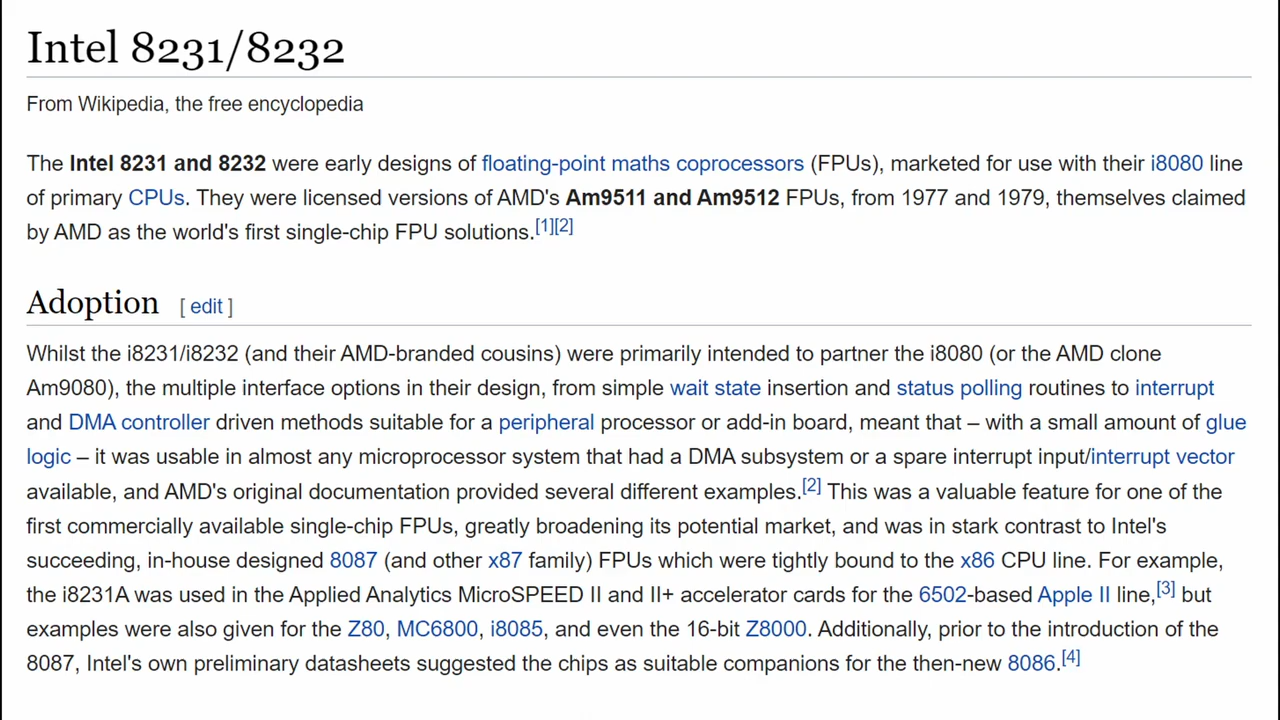 Intel 8231/8232
From Wikipedia, the free encyclopedia
The Intel 8231 and 8232 were early designs of floating-point maths coprocessors (FPUs), marketed for use with their i8080 line
of primary CPUs. They were licensed versions of AMD's Am9511 and Am9512 FPUs, from 1977 and 1979, themselves claimed
by AMD as the world's first single-chip FPU solutions.[1][2]
Adoption [ edit ]
Whilst the i8231/i8232 (and their AMD-branded cousins) were primarily intended to partner the i8080 (or the AMD clone
Am9080), the multiple interface options in their design, from simple wait state insertion and status polling routines to interrupt
and DMA controller driven methods suitable for a peripheral processor or add-in board, meant that – with a small amount of glue
logic – it was usable in almost any microprocessor system that had a DMA subsystem or a spare interrupt input/interrupt vector
available, and AMD's original documentation provided several different examples.[2] This was a valuable feature for one of the
first commercially available single-chip FPUs, greatly broadening its potential market, and was in stark contrast to Intel's
succeeding, in-house designed 8087 (and other x87 family) FPUs which were tightly bound to the x86 CPU line. For example,
the i8231A was used in the Applied Analytics MicroSPEED II and II+ accelerator cards for the 6502-based Apple II line,[3] but
examples were also given for the Z80, MC6800, i8085, and even the 16-bit Z8000. Additionally, prior to the introduction of the
8087, Intel's own preliminary datasheets suggested the chips as suitable companions for the then-new 8086.[4]